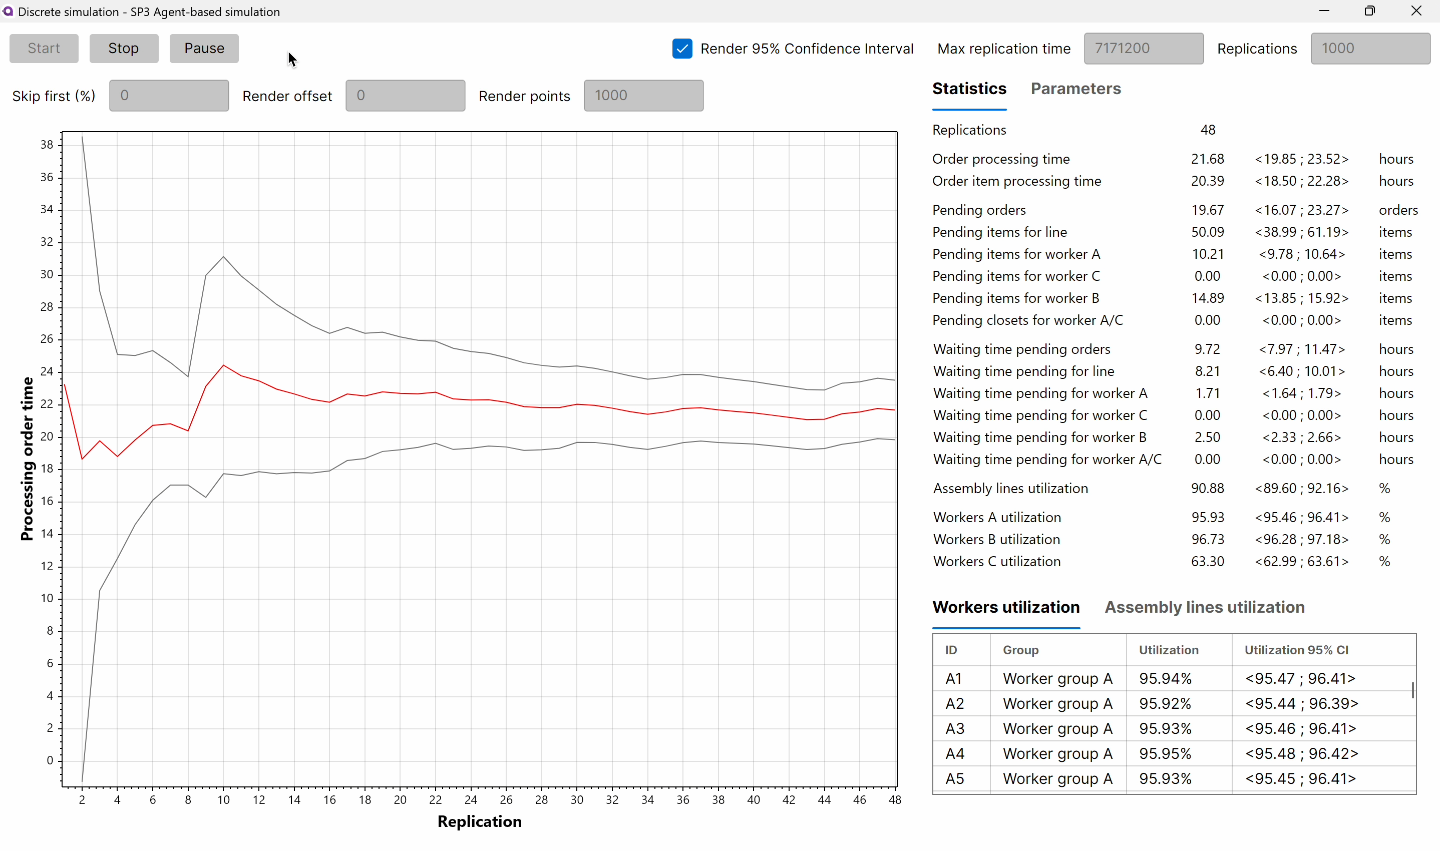 Discrete simulation - SP3 Agent-based simulation
Start Stop Pause Render 95% Confidence Interval Max replication time 7171200 Replications 1000
Skip first (%) 0 Render offset 0 Render points 1000
Statistics Parameters
Replications 48
Order processing time 21.68 <19.85 ; 23.52> hours
Order item processing time 20.39 <18.50 ; 22.28> hours
Pending orders 19.67 <16.07 ; 23.27> orders
Pending items for line 50.09 <38.99 ; 61.19> items
Pending items for worker A 10.21 <9.78 ; 10.64> items
Pending items for worker C 0.00 <0.00 ; 0.00> items
Pending items for worker B 14.89 <13.85 ; 15.92> items
Pending closets for worker A/C 0.00 <0.00 ; 0.00> items
Waiting time pending orders 9.72 <7.97 ; 11.47> hours
Waiting time pending for line 8.21 <6.40 ; 10.01> hours
Waiting time pending for worker A 1.71 <1.64 ; 1.79> hours
Waiting time pending for worker C 0.00 <0.00 ; 0.00> hours
Waiting time pending for worker B 2.50 <2.33 ; 2.66> hours
Waiting time pending for worker A/C 0.00 <0.00 ; 0.00> hours
Assembly lines utilization 90.88 <89.60 ; 92.16> %
Workers A utilization 95.93 <95.46 ; 96.41> %
Workers B utilization 96.73 <96.28 ; 97.18> %
Workers C utilization 63.30 <62.99 ; 63.61> %
Workers utilization Assembly lines utilization
ID Group Utilization Utilization 95% CI
A1 Worker group A 95.94% <95.47 ; 96.41>
A2 Worker group A 95.92% <95.44 ; 96.39>
A3 Worker group A 95.93% <95.46 ; 96.41>
A4 Worker group A 95.95% <95.48 ; 96.42>
A5 Worker group A 95.93% <95.45 ; 96.41>
Processing order time
38
36
34
32
30
28
26
24
22
20
18
16
14
12
10
8
6
4
2
0
2 4 6 8 10 12 14 16 18 20 22 24 26 28 30 32 34 36 38 40 42 44 46 48
Replication